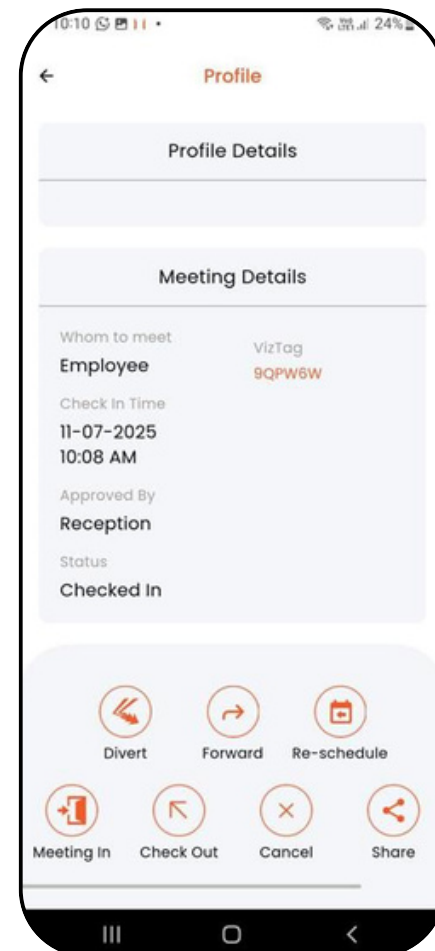 10:10 24%
Profile
Profile Details
Meeting Details
Whom to meet
Employee
VizTag
9QPW6W
Check In Time
11-07-2025
10:08 AM
Approved By
Reception
Status
Checked In
Divert Forward Re-schedule
Meeting In Check Out Cancel Share